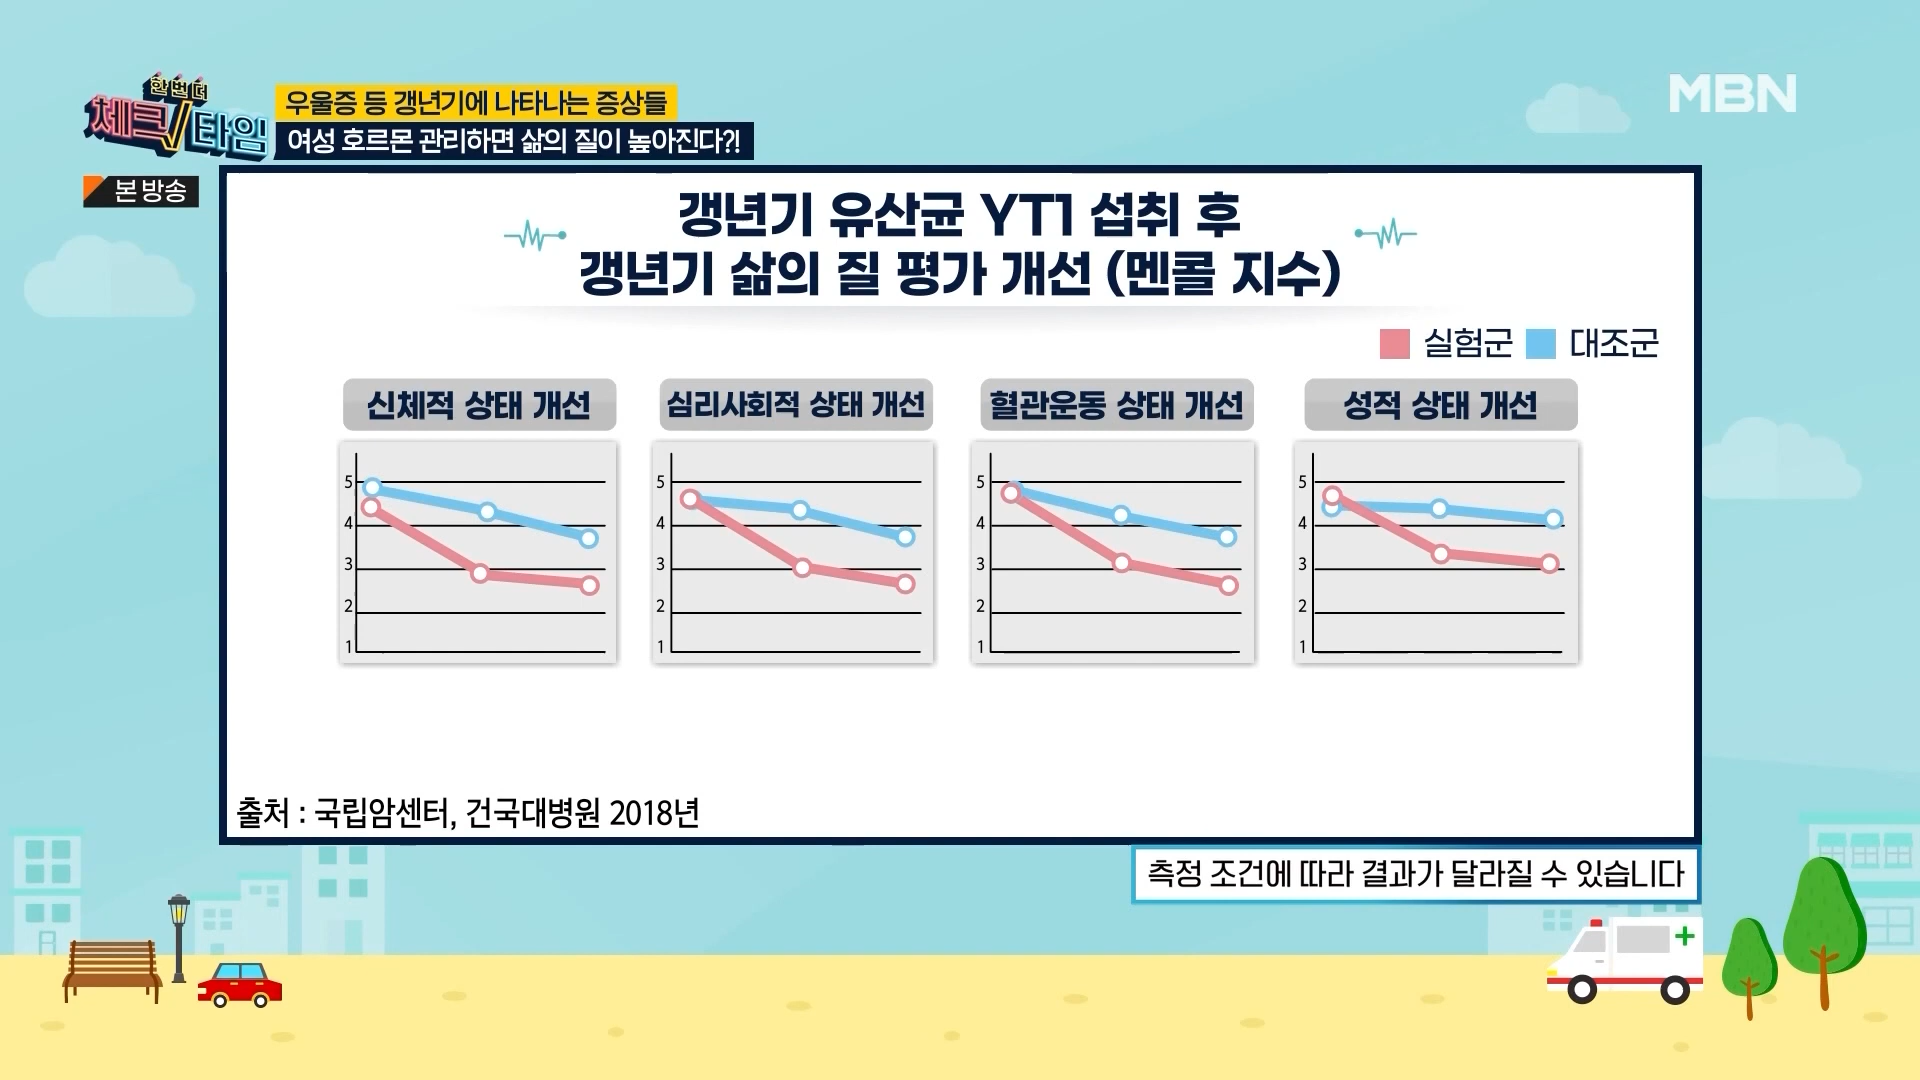 한 번 더
체크타임
우울증 등 갱년기에 나타나는 증상들
여성 호르몬 관리하면 삶의 질이 높아진다?!
MBN
본 방송
갱년기 유산균 YT1 섭취 후
갱년기 삶의 질 평가 개선 (멘콜 지수)
실험군 대조군
신체적 상태 개선
5
4
3
2
1
심리사회적 상태 개선
5
4
3
2
1
혈관운동 상태 개선
5
4
3
2
1
성적 상태 개선
5
4
3
2
1
출처 : 국립암센터, 건국대병원 2018년
측정 조건에 따라 결과가 달라질 수 있습니다